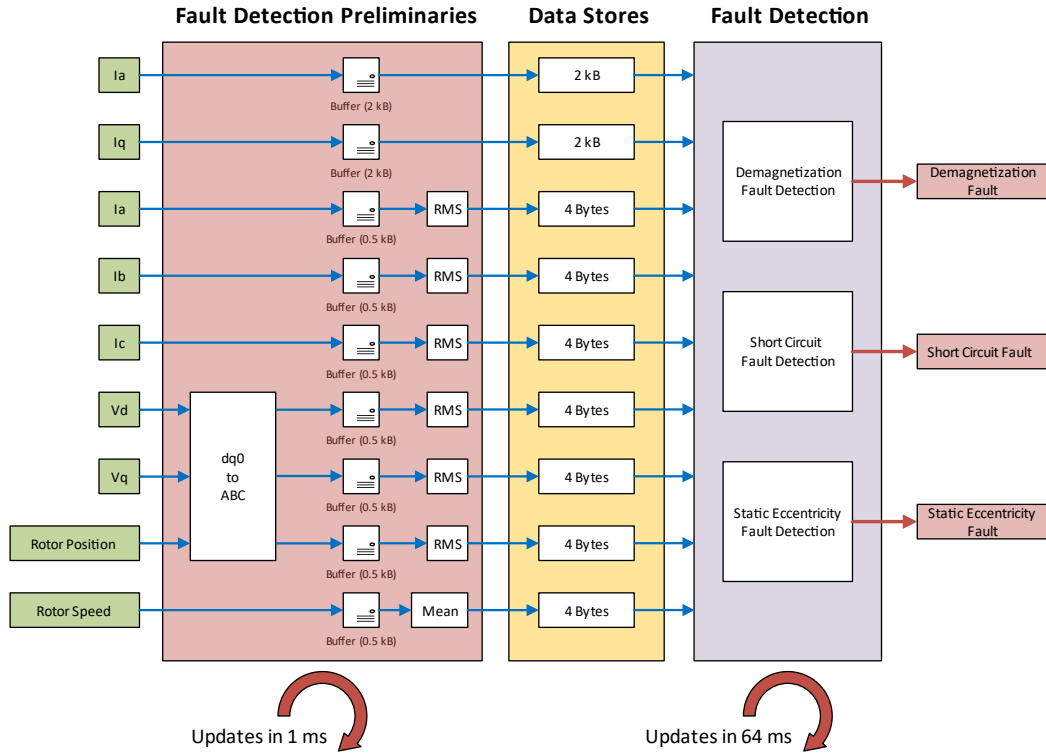 Fault Detection Preliminaries
Data Stores
Fault Detection
Ia
Buffer (2 kB)
2 kB
Iq
Buffer (2 kB)
2 kB
Ia
RMS
Buffer (0.5 kB)
4 Bytes
Ib
RMS
Buffer (0.5 kB)
4 Bytes
Ic
RMS
Buffer (0.5 kB)
4 Bytes
Vd
RMS
Buffer (0.5 kB)
4 Bytes
Vq
RMS
Buffer (0.5 kB)
4 Bytes
Rotor Position
RMS
Buffer (0.5 kB)
4 Bytes
Rotor Speed
Mean
Buffer (0.5 kB)
4 Bytes
dq0
to
ABC
Demagnetization
Fault Detection
Demagnetization
Fault
Short Circuit
Fault Detection
Short Circuit Fault
Static Eccentricity
Fault Detection
Static Eccentricity
Fault
Updates in 1 ms
Updates in 64 ms